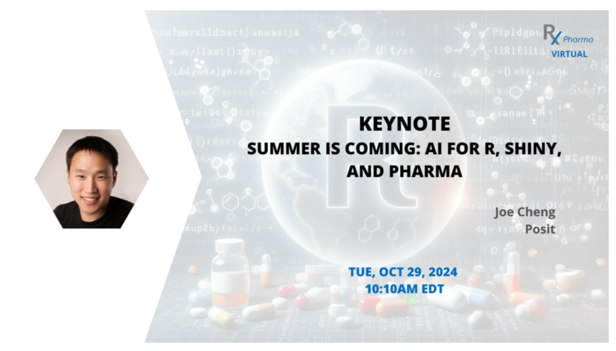 Rx Pharma
VIRTUAL
KEYNOTE
SUMMER IS COMING: AI FOR R, SHINY,
AND PHARMA
R
Joe Cheng
Posit
TUE, OCT 29, 2024
10:10AM EDT